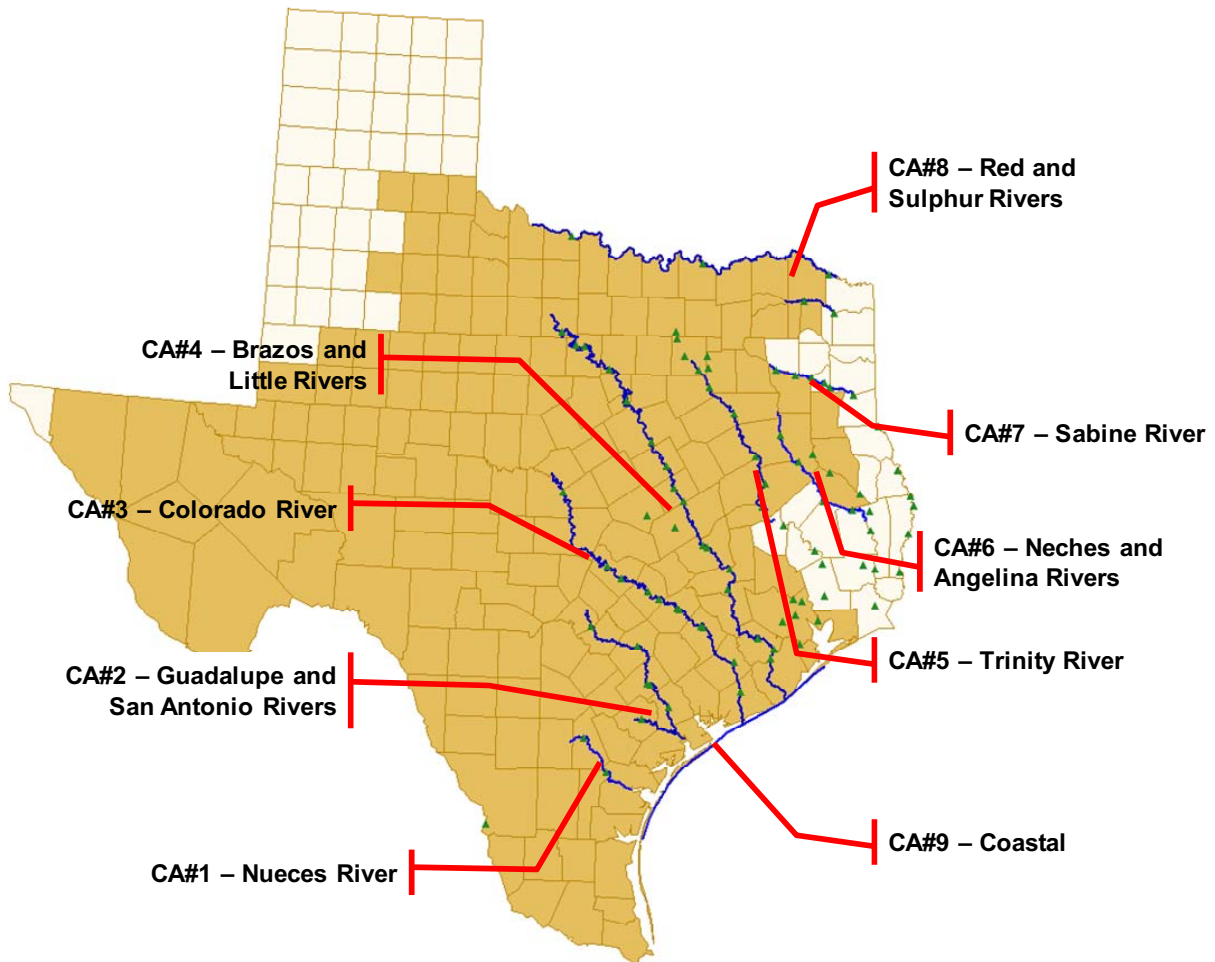 CA#8 – Red and
Sulphur Rivers
CA#4 – Brazos and
Little Rivers
CA#7 – Sabine River
CA#3 – Colorado River
CA#6 – Neches and
Angelina Rivers
CA#5 – Trinity River
CA#2 – Guadalupe and
San Antonio Rivers
CA#9 – Coastal
CA#1 – Nueces River